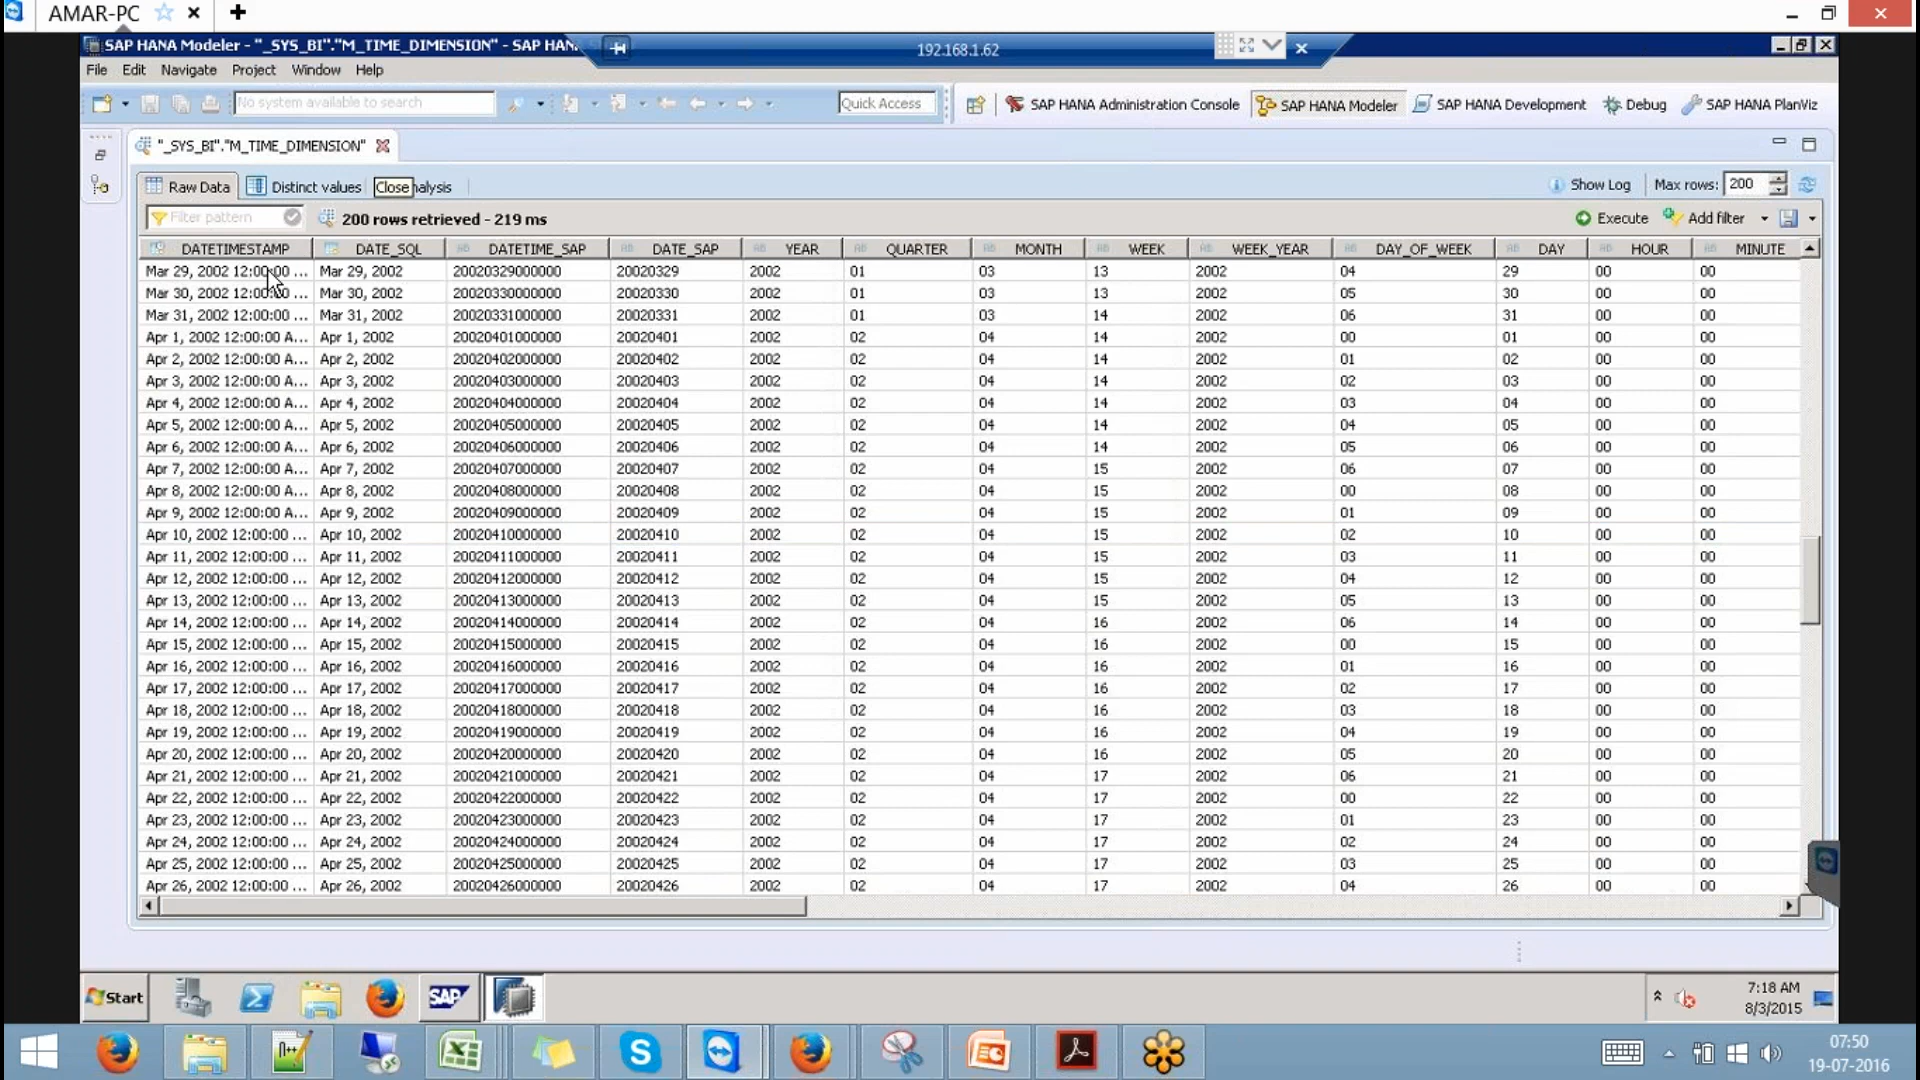 AMAR-PC
SAP HANA Modeler - "_SYS_BI"."M_TIME_DIMENSION" - SAP HAN
192.168.1.62
File Edit Navigate Project Window Help
No system available to search
Quick Access
SAP HANA Administration Console
SAP HANA Modeler
SAP HANA Development
Debug
SAP HANA PlanViz
"_SYS_BI"."M_TIME_DIMENSION"
Raw Data Distinct values Close nalysis
Show Log Max rows: 200
Filter pattern 200 rows retrieved - 219 ms
Execute Add filter
DATETIMESTAMP DATE_SQL DATETIME_SAP DATE_SAP YEAR QUARTER MONTH WEEK WEEK_YEAR DAY_OF_WEEK DAY HOUR MINUTE
Mar 29, 2002 12:00:00 ... Mar 29, 2002 20020329000000 20020329 2002 01 03 13 2002 04 29 00 00
Mar 30, 2002 12:00:00 ... Mar 30, 2002 20020330000000 20020330 2002 01 03 13 2002 05 30 00 00
Mar 31, 2002 12:00:00 ... Mar 31, 2002 20020331000000 20020331 2002 01 03 14 2002 06 31 00 00
Apr 1, 2002 12:00:00 A... Apr 1, 2002 20020401000000 20020401 2002 02 04 14 2002 00 01 00 00
Apr 2, 2002 12:00:00 A... Apr 2, 2002 20020402000000 20020402 2002 02 04 14 2002 01 02 00 00
Apr 3, 2002 12:00:00 A... Apr 3, 2002 20020403000000 20020403 2002 02 04 14 2002 02 03 00 00
Apr 4, 2002 12:00:00 A... Apr 4, 2002 20020404000000 20020404 2002 02 04 14 2002 03 04 00 00
Apr 5, 2002 12:00:00 A... Apr 5, 2002 20020405000000 20020405 2002 02 04 14 2002 04 05 00 00
Apr 6, 2002 12:00:00 A... Apr 6, 2002 20020406000000 20020406 2002 02 04 14 2002 05 06 00 00
Apr 7, 2002 12:00:00 A... Apr 7, 2002 20020407000000 20020407 2002 02 04 15 2002 06 07 00 00
Apr 8, 2002 12:00:00 A... Apr 8, 2002 20020408000000 20020408 2002 02 04 15 2002 00 08 00 00
Apr 9, 2002 12:00:00 A... Apr 9, 2002 20020409000000 20020409 2002 02 04 15 2002 01 09 00 00
Apr 10, 2002 12:00:00 ... Apr 10, 2002 20020410000000 20020410 2002 02 04 15 2002 02 10 00 00
Apr 11, 2002 12:00:00 ... Apr 11, 2002 20020411000000 20020411 2002 02 04 15 2002 03 11 00 00
Apr 12, 2002 12:00:00 ... Apr 12, 2002 20020412000000 20020412 2002 02 04 15 2002 04 12 00 00
Apr 13, 2002 12:00:00 ... Apr 13, 2002 20020413000000 20020413 2002 02 04 15 2002 05 13 00 00
Apr 14, 2002 12:00:00 ... Apr 14, 2002 20020414000000 20020414 2002 02 04 16 2002 06 14 00 00
Apr 15, 2002 12:00:00 ... Apr 15, 2002 20020415000000 20020415 2002 02 04 16 2002 00 15 00 00
Apr 16, 2002 12:00:00 ... Apr 16, 2002 20020416000000 20020416 2002 02 04 16 2002 01 16 00 00
Apr 17, 2002 12:00:00 ... Apr 17, 2002 20020417000000 20020417 2002 02 04 16 2002 02 17 00 00
Apr 18, 2002 12:00:00 ... Apr 18, 2002 20020418000000 20020418 2002 02 04 16 2002 03 18 00 00
Apr 19, 2002 12:00:00 ... Apr 19, 2002 20020419000000 20020419 2002 02 04 16 2002 04 19 00 00
Apr 20, 2002 12:00:00 ... Apr 20, 2002 20020420000000 20020420 2002 02 04 16 2002 05 20 00 00
Apr 21, 2002 12:00:00 ... Apr 21, 2002 20020421000000 20020421 2002 02 04 17 2002 06 21 00 00
Apr 22, 2002 12:00:00 ... Apr 22, 2002 20020422000000 20020422 2002 02 04 17 2002 00 22 00 00
Apr 23, 2002 12:00:00 ... Apr 23, 2002 20020423000000 20020423 2002 02 04 17 2002 01 23 00 00
Apr 24, 2002 12:00:00 ... Apr 24, 2002 20020424000000 20020424 2002 02 04 17 2002 02 24 00 00
Apr 25, 2002 12:00:00 ... Apr 25, 2002 20020425000000 20020425 2002 02 04 17 2002 03 25 00 00
Apr 26, 2002 12:00:00 ... Apr 26, 2002 20020426000000 20020426 2002 02 04 17 2002 04 26 00 00
Start
SAP
7:18 AM
8/3/2015
07:50
19-07-2016